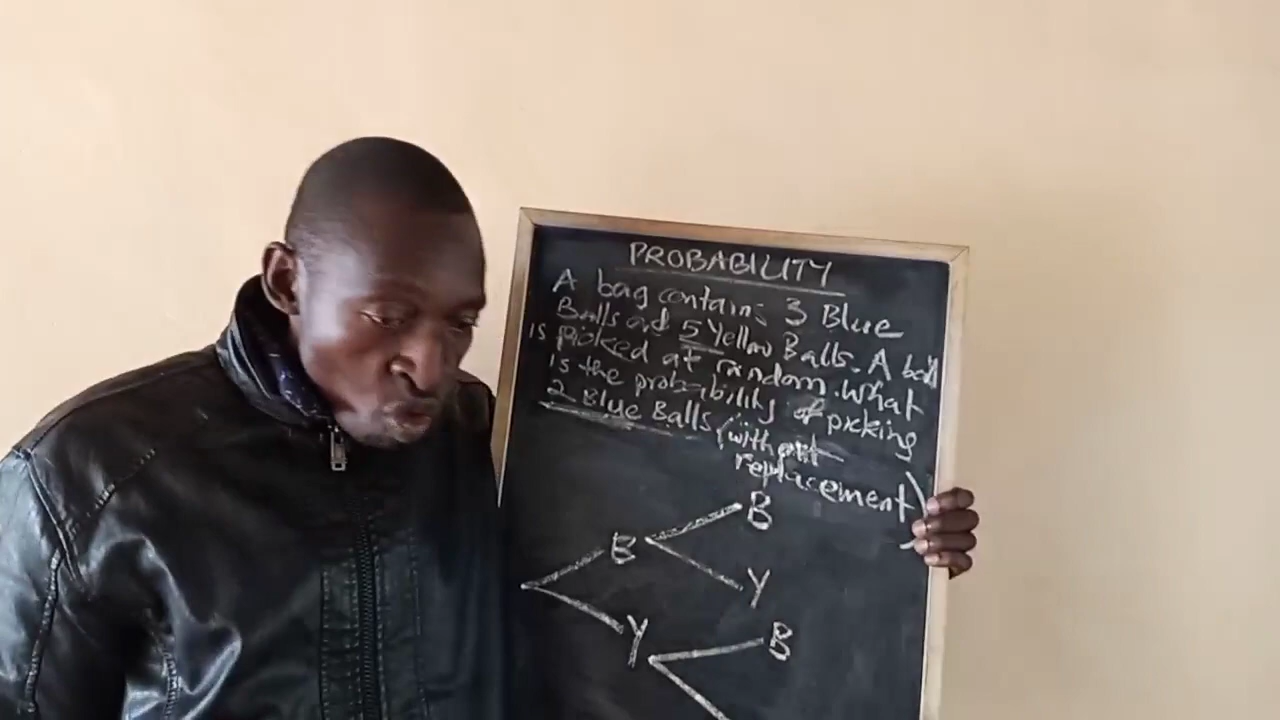 PROBABILITY
A bag contains 3 Blue
Balls and 5 Yellow Balls. A ball
is picked at random. What
is the probability of picking
2 Blue Balls (without
replacement)
B
B
Y
Y
B